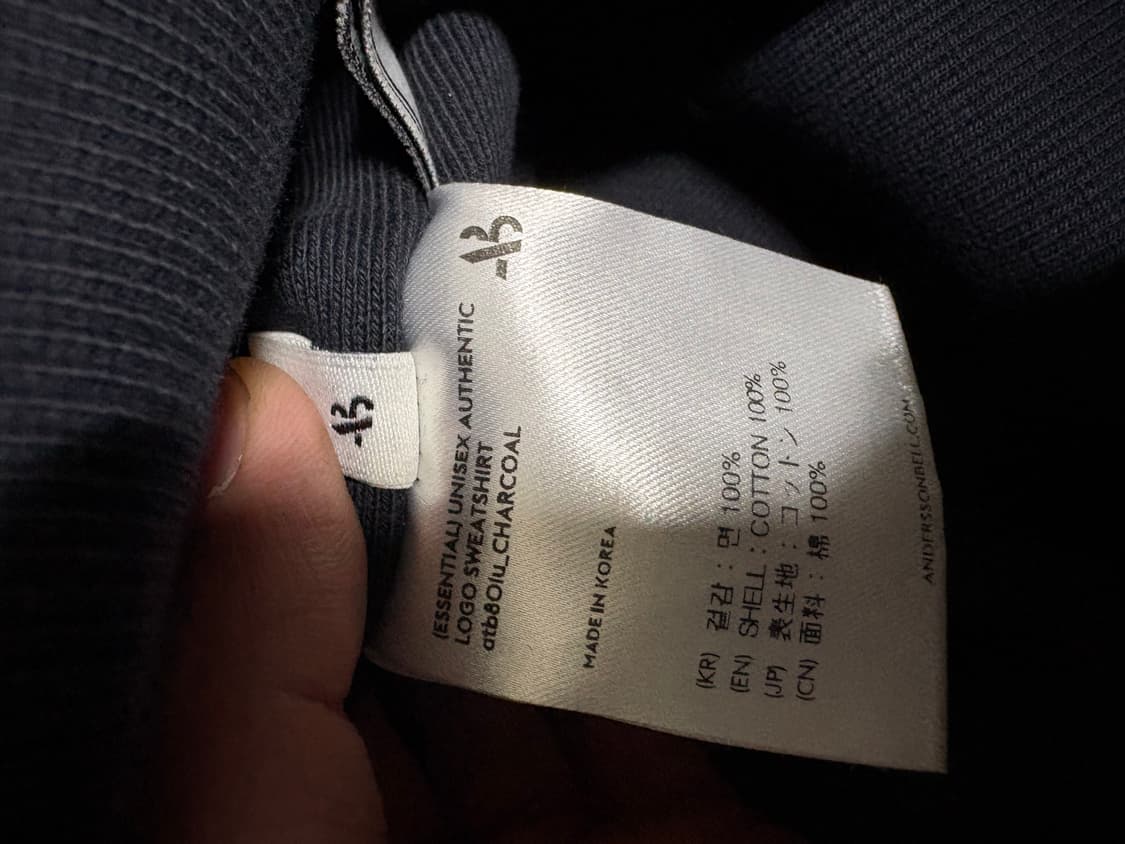 (ESSENTIAL) UNISEX AUTHENTIC
LOGO SWEATSHIRT
atb801u_CHARCOAL
MADE IN KOREA
(KR) 겉감 : 면 100%
(EN) SHELL : COTTON 100%
(JP) 表生地 : コットン 100%
(CN) 面料 : 棉 100%
ANDERSSONBELL.COM